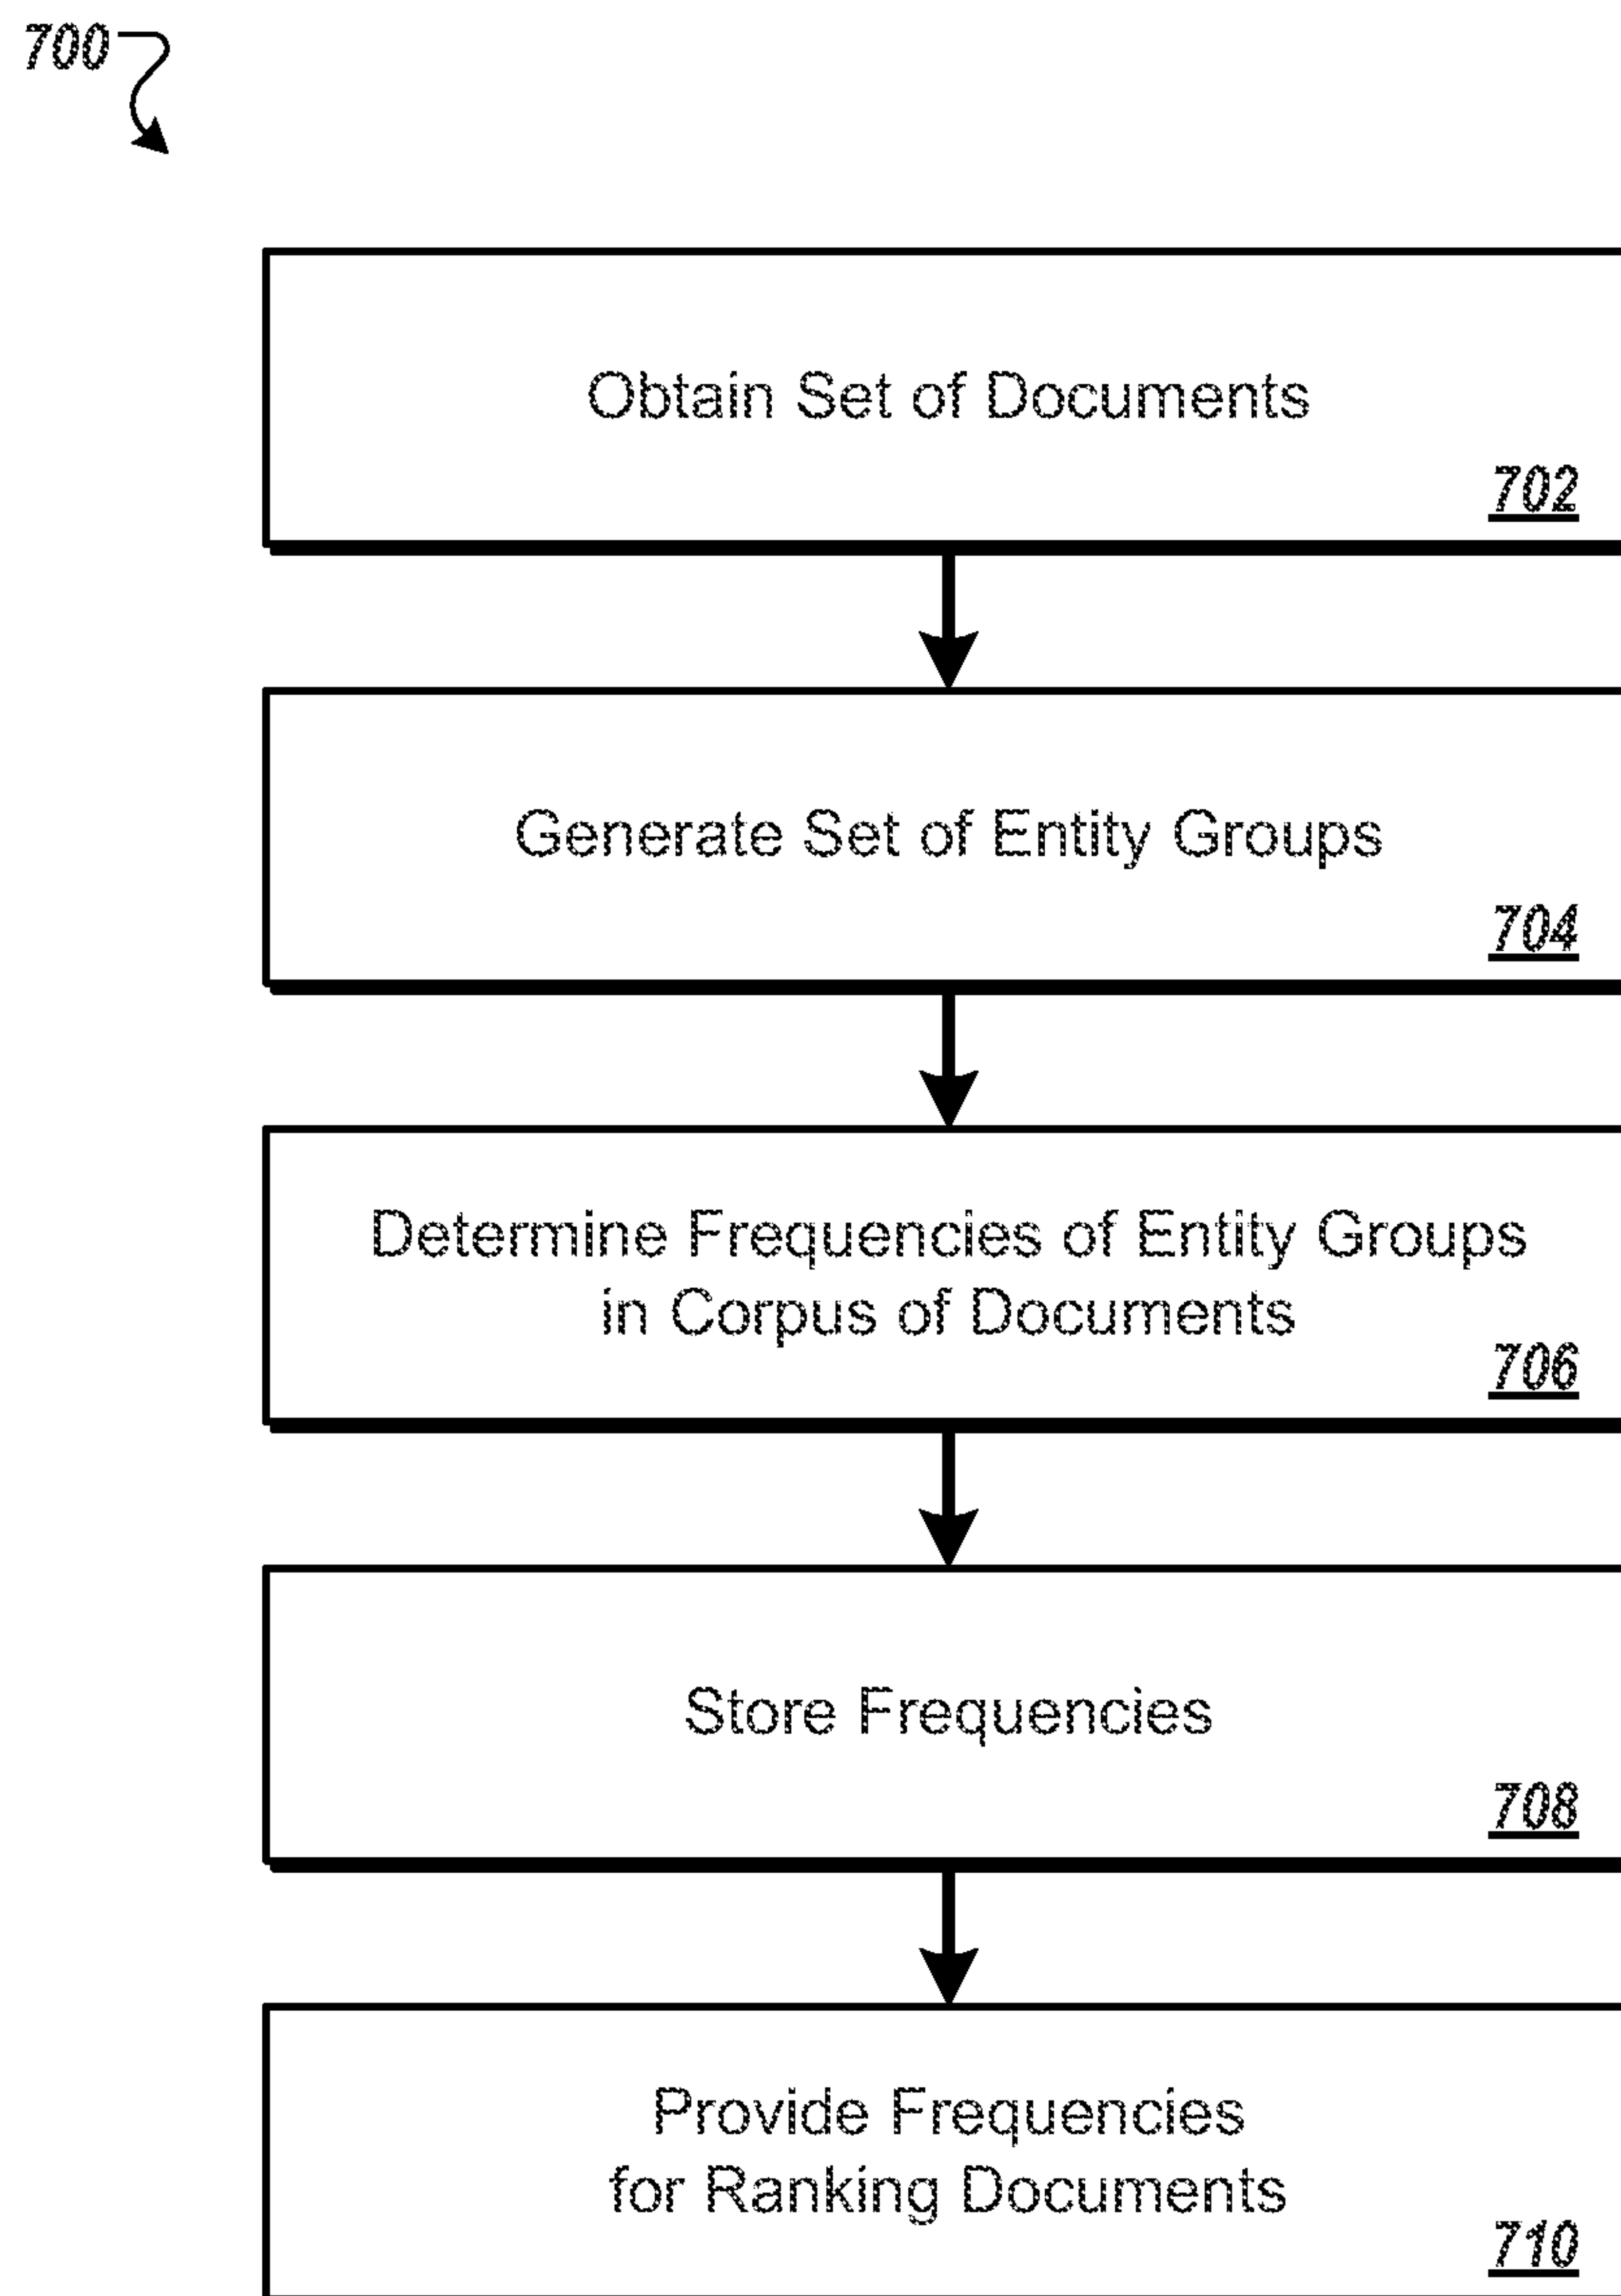 700
Obtain Set of Documents
702
Generate Set of Entity Groups
704
Determine Frequencies of Entity Groups
in Corpus of Documents
706
Store Frequencies
708
Provide Frequencies
for Ranking Documents
710